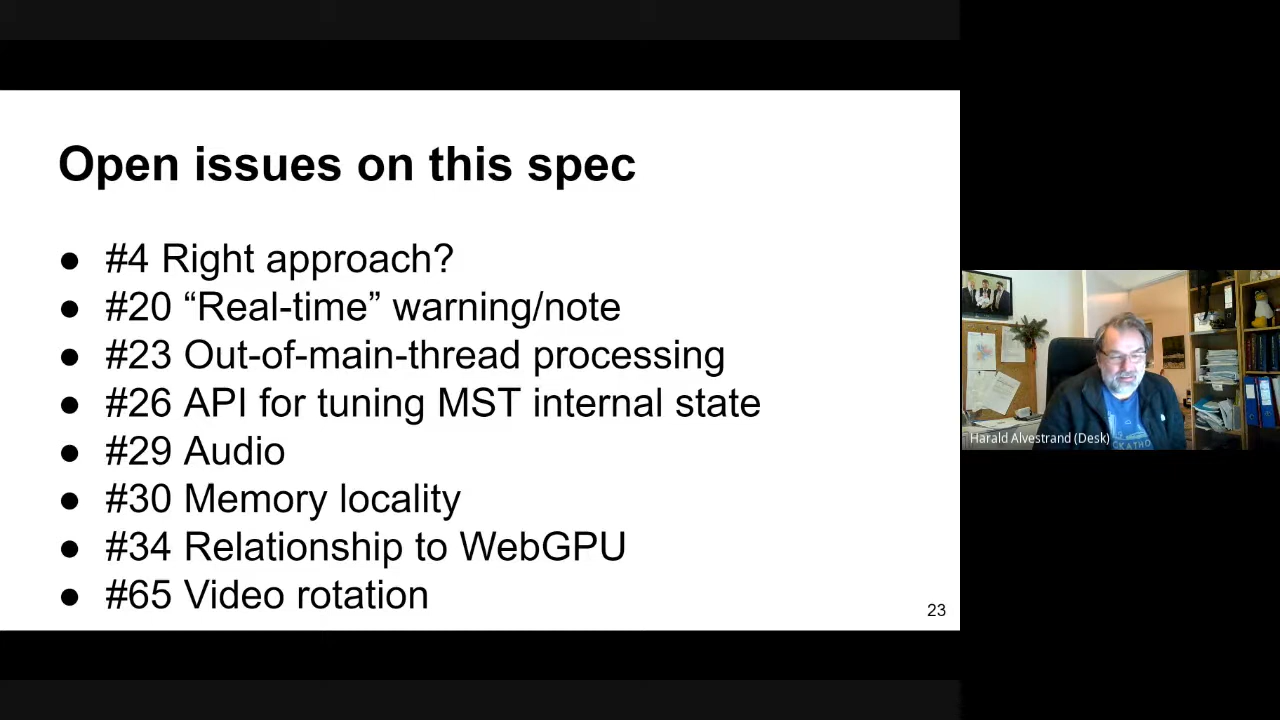 Open issues on this spec
● #4 Right approach?
● #20 “Real-time” warning/note
● #23 Out-of-main-thread processing
● #26 API for tuning MST internal state
● #29 Audio
● #30 Memory locality
● #34 Relationship to WebGPU
● #65 Video rotation
23
Harald Alvestrand (Desk)